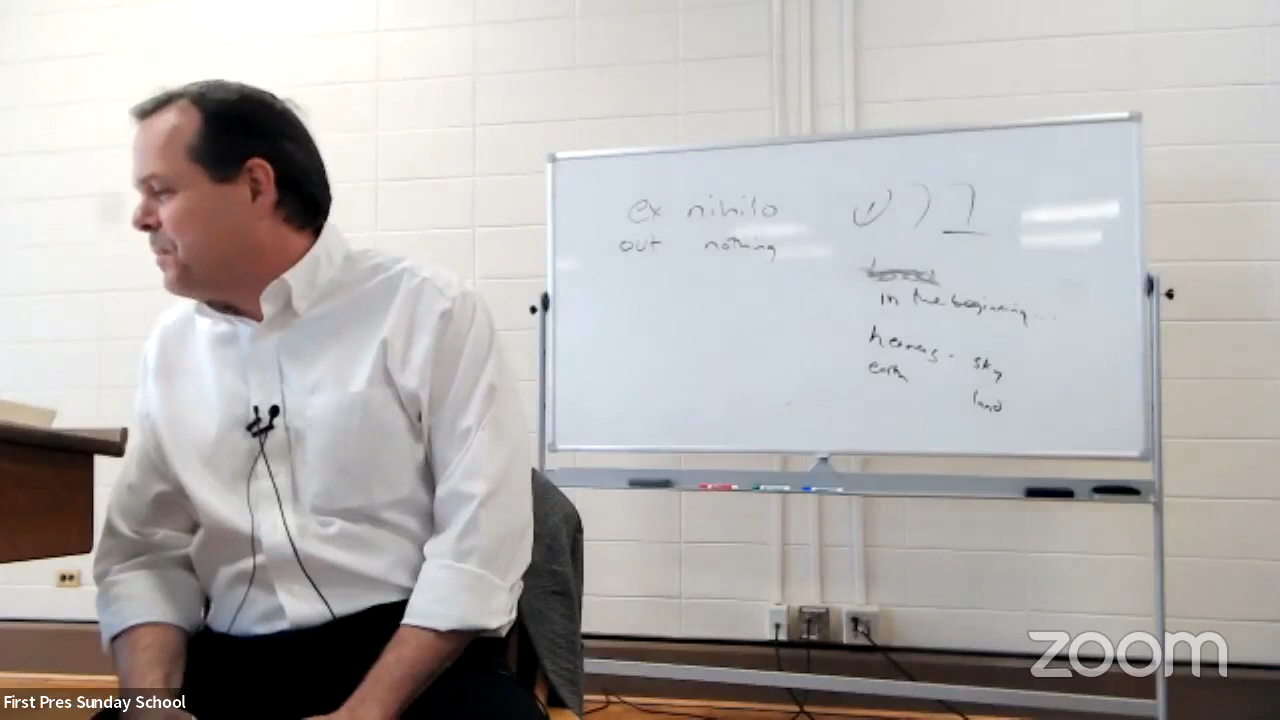 ex nihilo
out nothing
in the beginning...
heavens - sky
earth
land
zoom
First Pres Sunday School